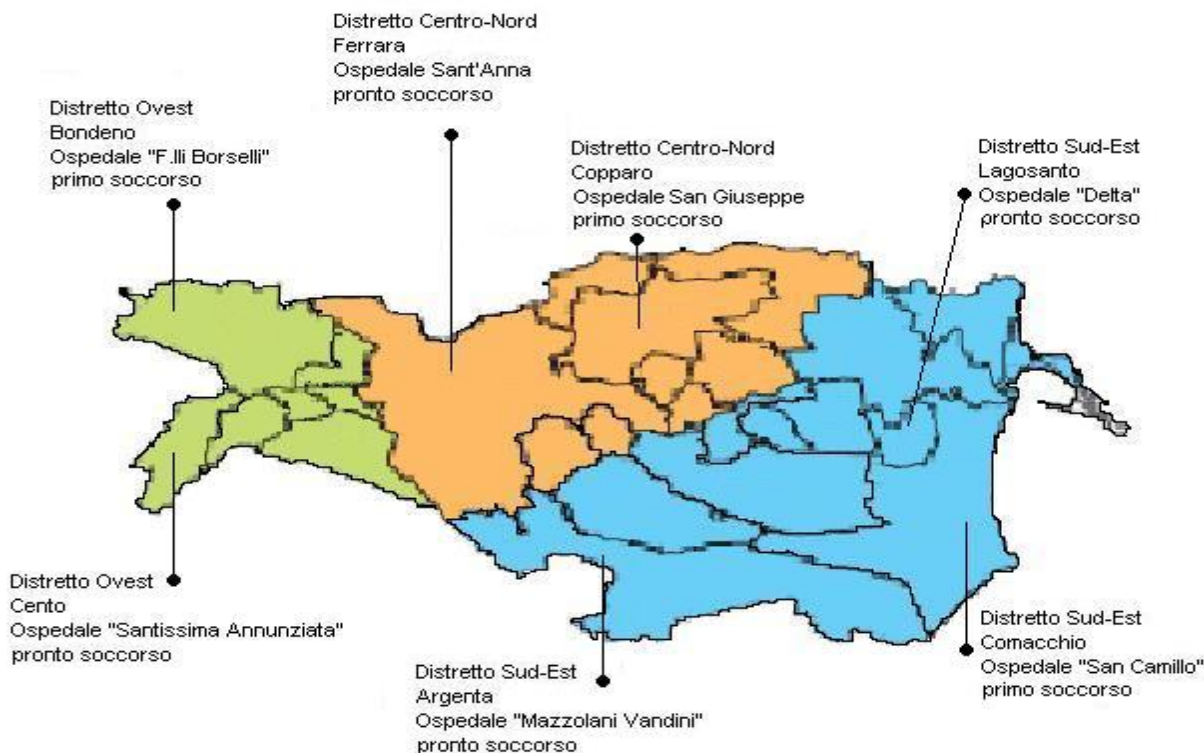 Distretto Centro-Nord
Ferrara
Ospedale Sant'Anna
pronto soccorso
Distretto Ovest
Bondeno
Ospedale "F.lli Borselli"
primo soccorso
Distretto Centro-Nord
Copparo
Ospedale San Giuseppe
primo soccorso
Distretto Sud-Est
Lagosanto
Ospedale "Delta"
pronto soccorso
Distretto Ovest
Cento
Ospedale "Santissima Annunziata"
pronto soccorso
Distretto Sud-Est
Argenta
Ospedale "Mazzolani Vandini"
pronto soccorso
Distretto Sud-Est
Comacchio
Ospedale "San Camillo"
primo soccorso